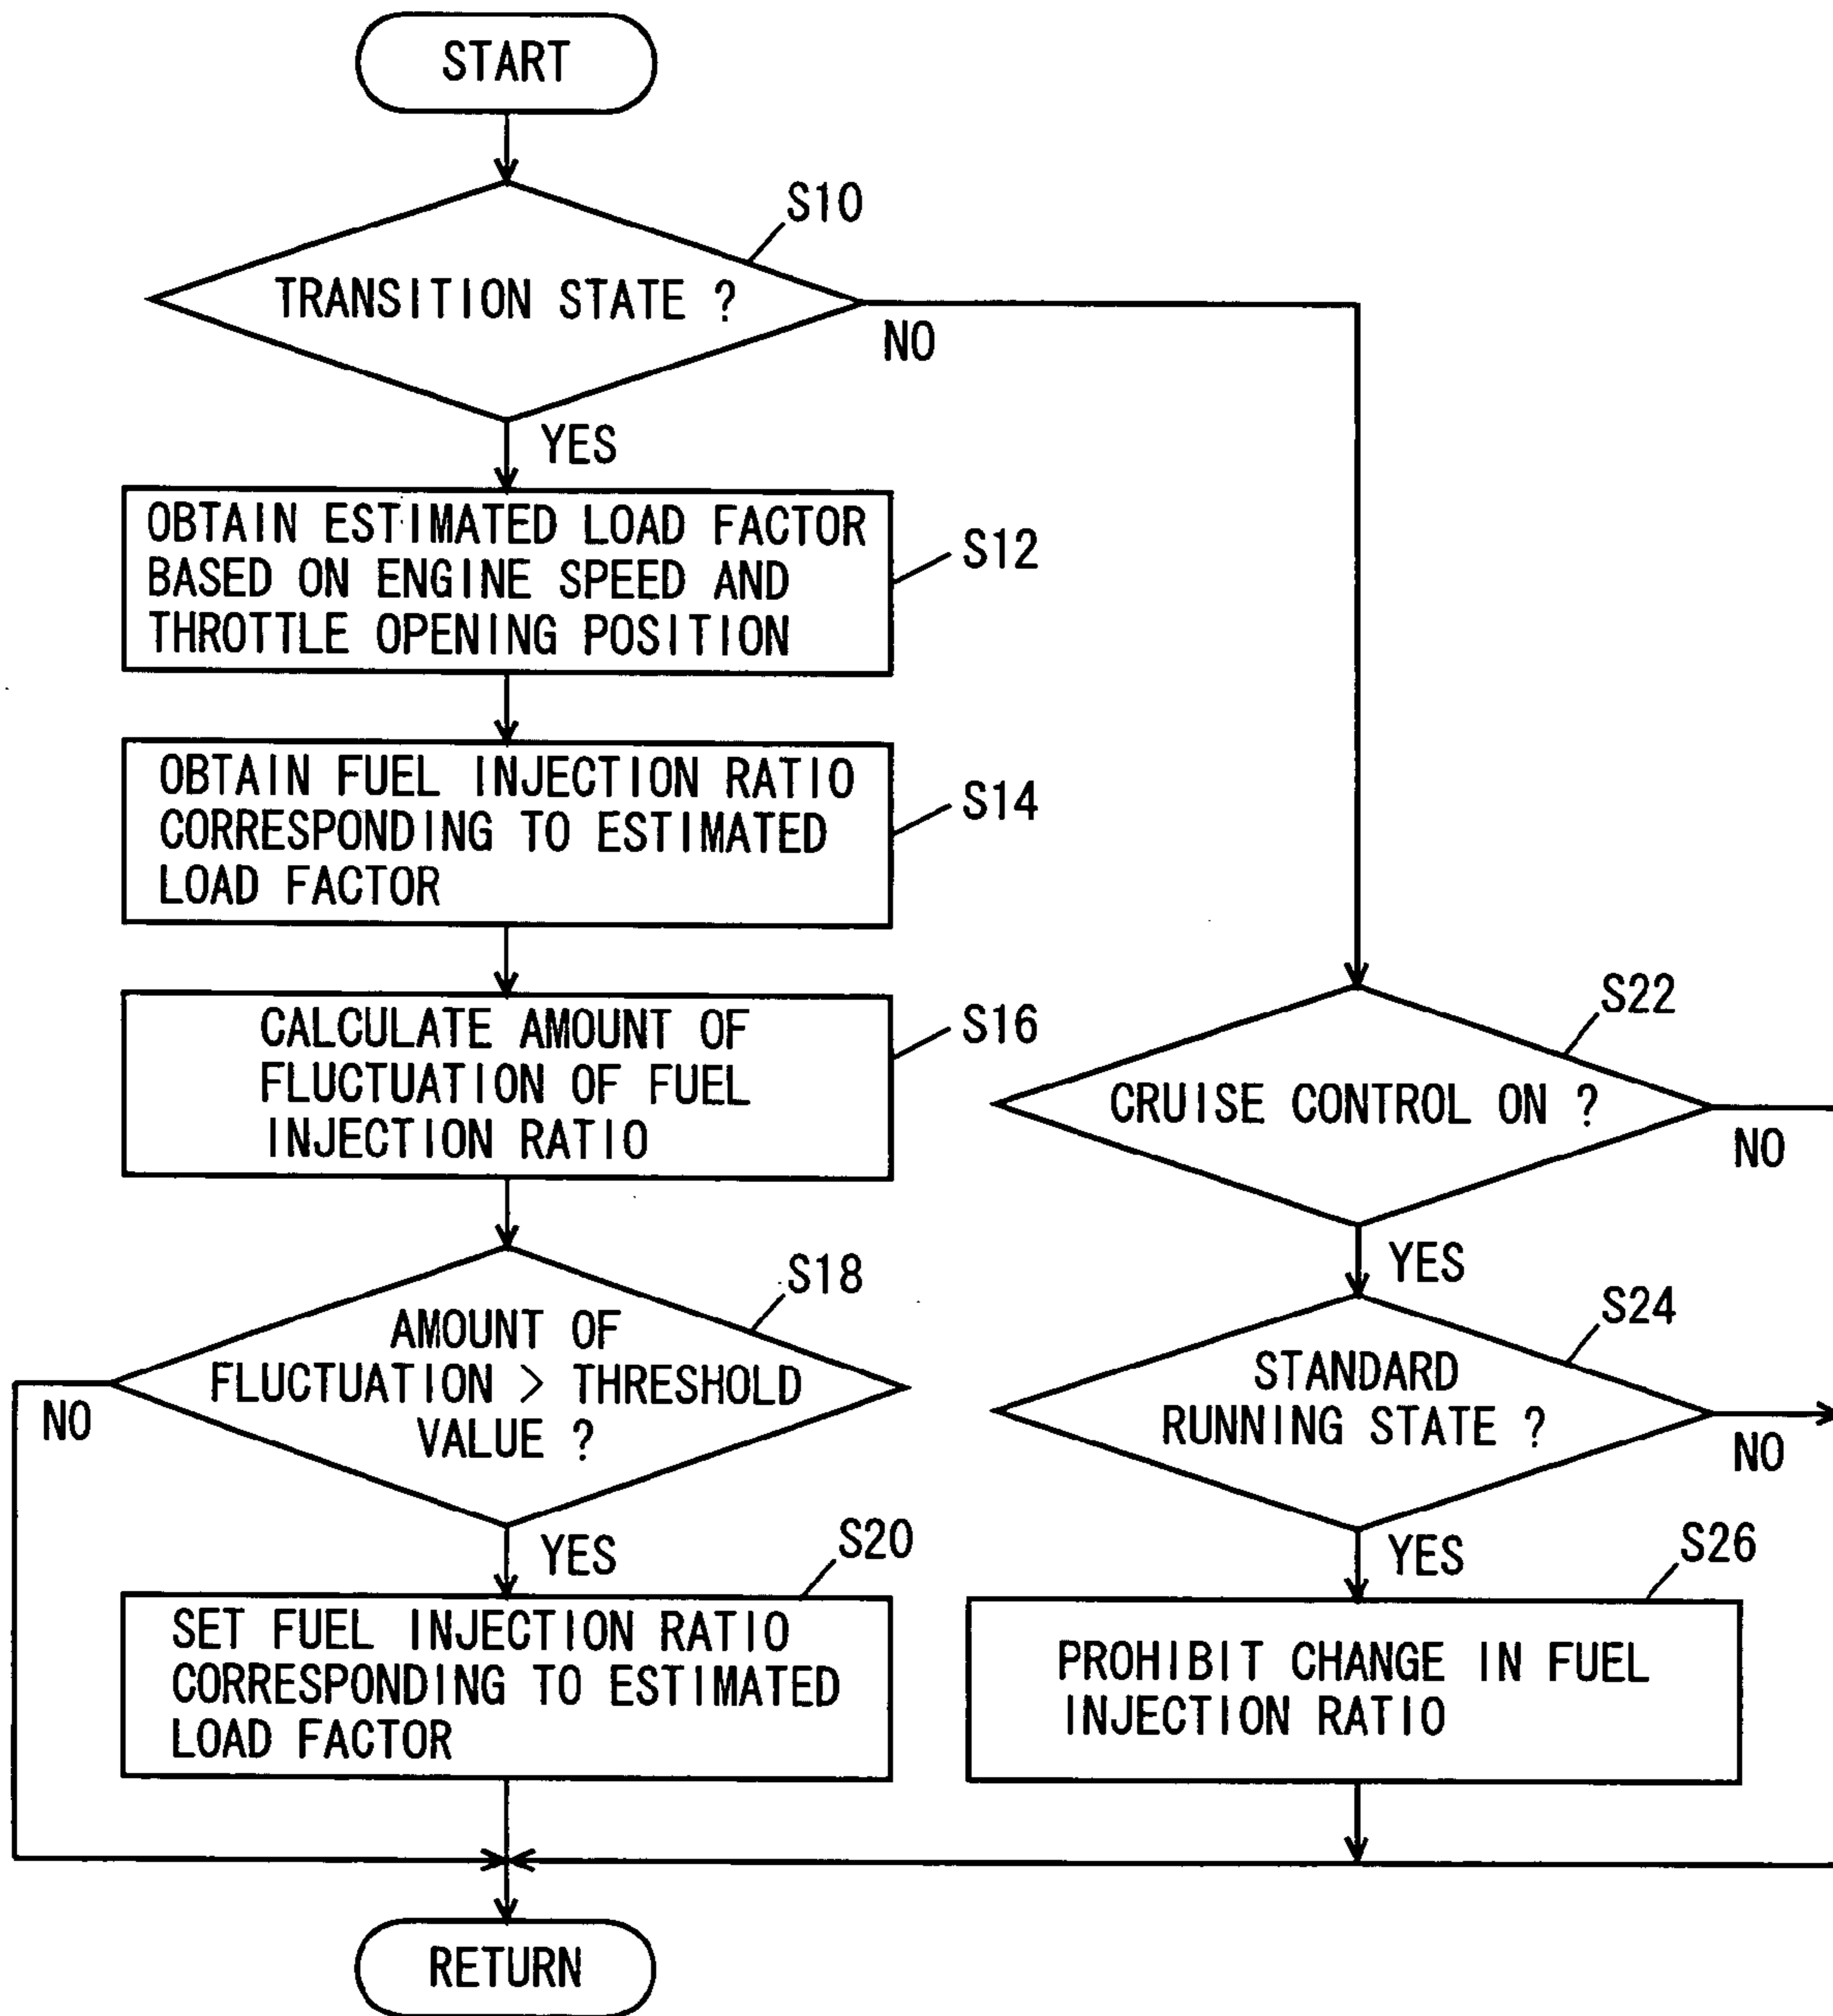 START
S10
TRANSITION STATE ?
NO
YES
OBTAIN ESTIMATED LOAD FACTOR
BASED ON ENGINE SPEED AND
THROTTLE OPENING POSITION
S12
OBTAIN FUEL INJECTION RATIO
CORRESPONDING TO ESTIMATED
LOAD FACTOR
S14
CALCULATE AMOUNT OF
FLUCTUATION OF FUEL
INJECTION RATIO
S16
S18
AMOUNT OF
FLUCTUATION > THRESHOLD
VALUE ?
NO
YES
S20
SET FUEL INJECTION RATIO
CORRESPONDING TO ESTIMATED
LOAD FACTOR
S22
CRUISE CONTROL ON ?
NO
YES
S24
STANDARD
RUNNING STATE ?
NO
YES
S26
PROHIBIT CHANGE IN FUEL
INJECTION RATIO
RETURN